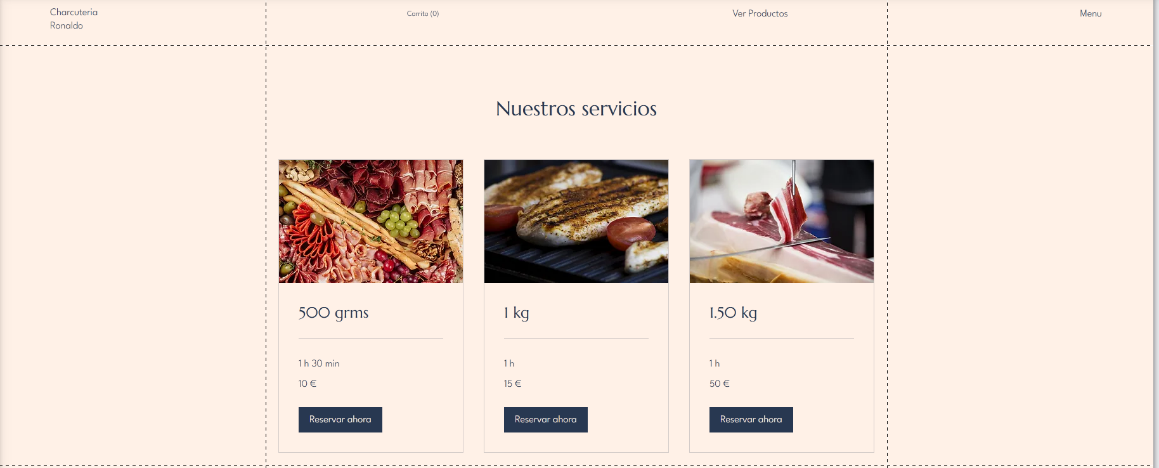 Charcuteria
Ronaldo
Carrito (0)
Ver Productos
Menu
Nuestros servicios
500 grms
1 h 30 min
10 €
Reservar ahora
1 kg
1 h
15 €
Reservar ahora
1.50 kg
1 h
50 €
Reservar ahora